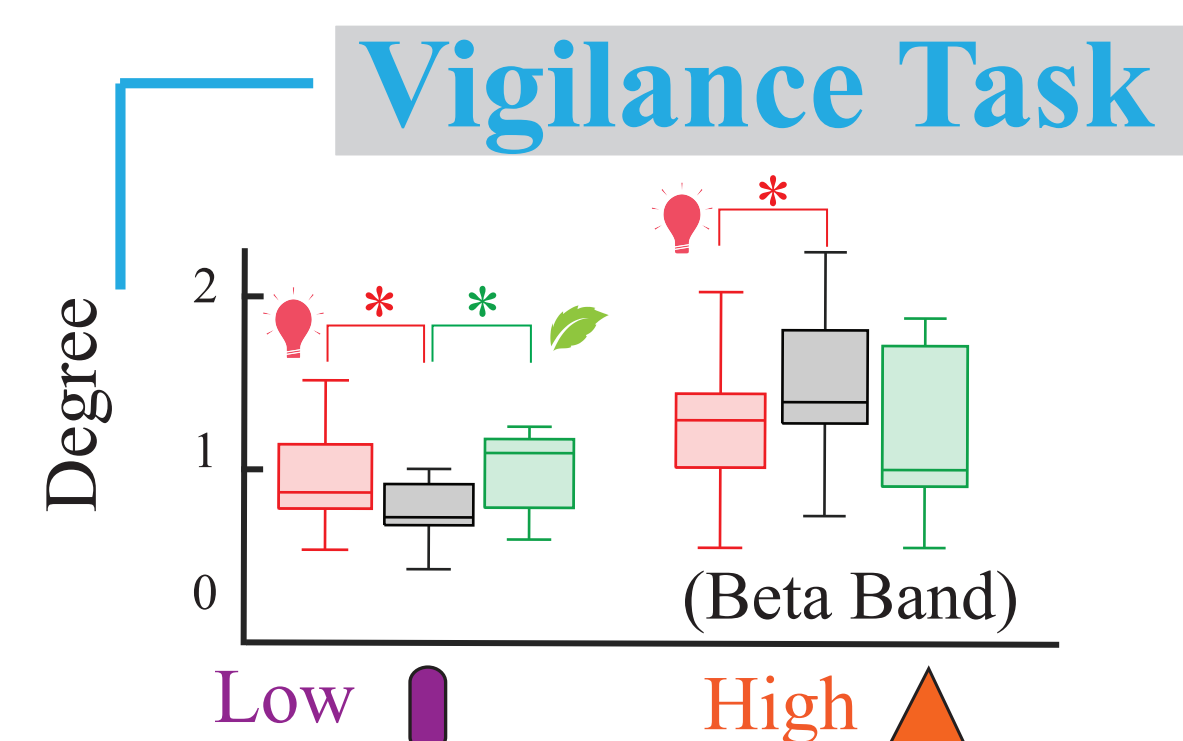 Vigilance Task
*
* *
Degree
2
1
0
(Beta Band)
Low High